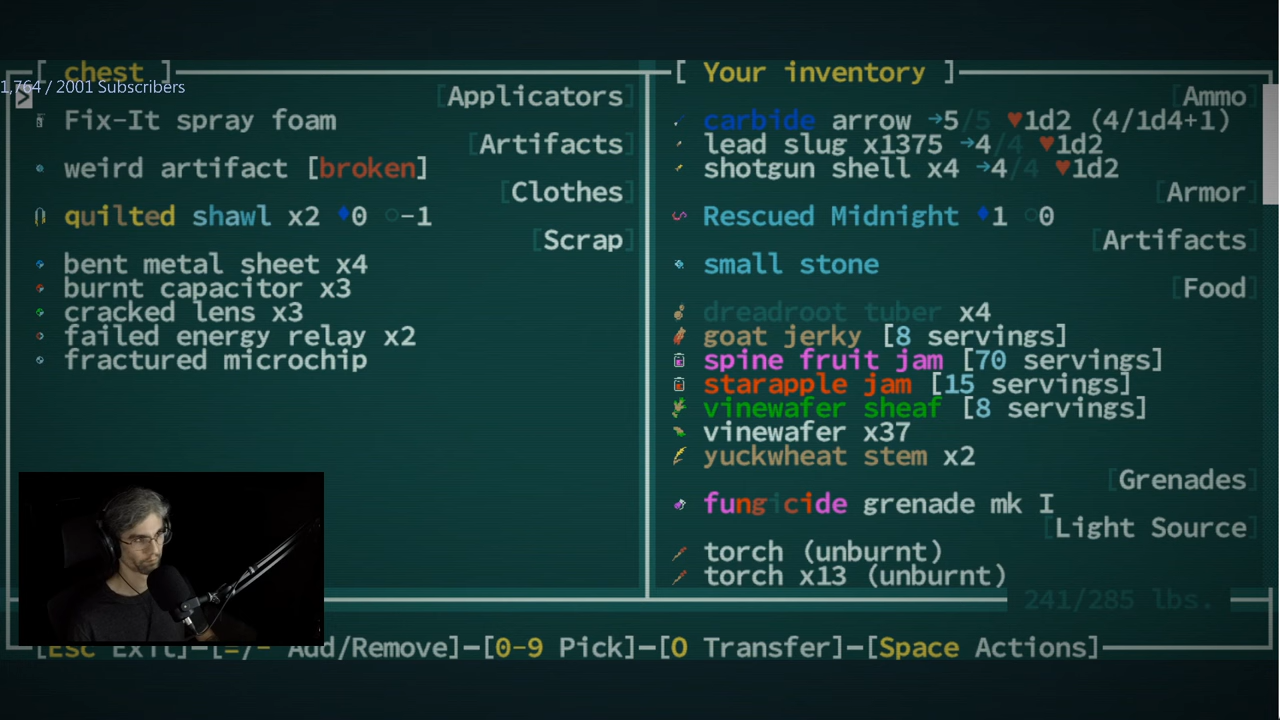 [ chest ]
1,764 / 2001 Subscribers
>
[Applicators]
Fix-It spray foam
[Artifacts]
weird artifact [broken]
[Clothes]
quilted shawl x2 ♦0 ○-1
[Scrap]
bent metal sheet x4
burnt capacitor x3
cracked lens x3
failed energy relay x2
fractured microchip
[ Your inventory ]
[Ammo]
carbide arrow →5/5 ♥1d2 (4/1d4+1)
lead slug x1375 →4/4 ♥1d2
shotgun shell x4 →4/4 ♥1d2
[Armor]
Rescued Midnight ♦1 ○0
[Artifacts]
small stone
[Food]
dreadroot tuber x4
goat jerky [8 servings]
spine fruit jam [70 servings]
starapple jam [15 servings]
vinewafer sheaf [8 servings]
vinewafer x37
yuckwheat stem x2
[Grenades]
fungicide grenade mk I
[Light Source]
torch (unburnt)
torch x13 (unburnt)
241/285 lbs.
[Esc Exit]-[=/- Add/Remove]-[0-9 Pick]-[O Transfer]-[Space Actions]